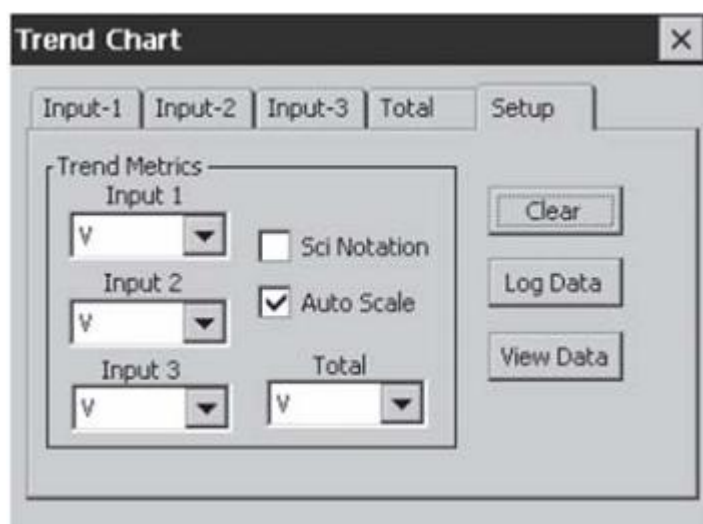 Trend Chart
Input-1 Input-2 Input-3 Total Setup
Trend Metrics
Input 1
V
Sci Notation
Input 2
V
Auto Scale
Input 3
V
Total
V
Clear
Log Data
View Data